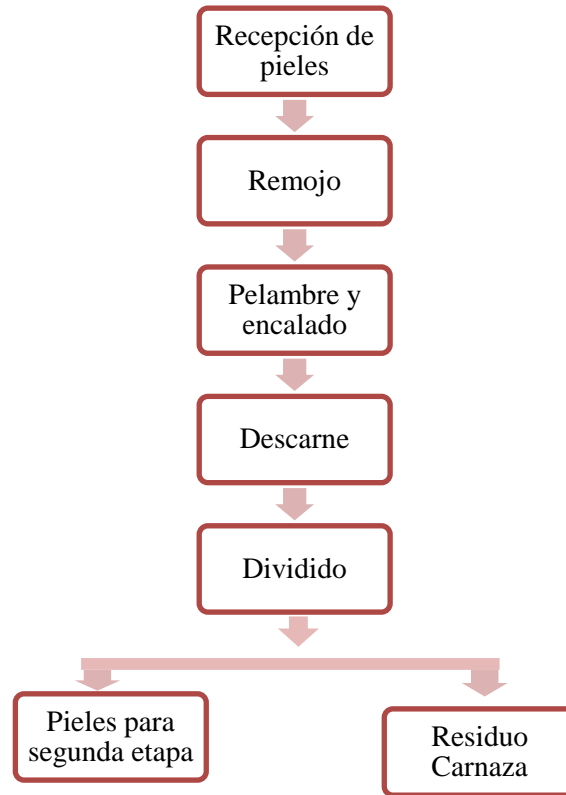 Recepción de
pieles
Remojo
Pelambre y
encalado
Descarne
Dividido
Pieles para
segunda etapa
Residuo
Carnaza